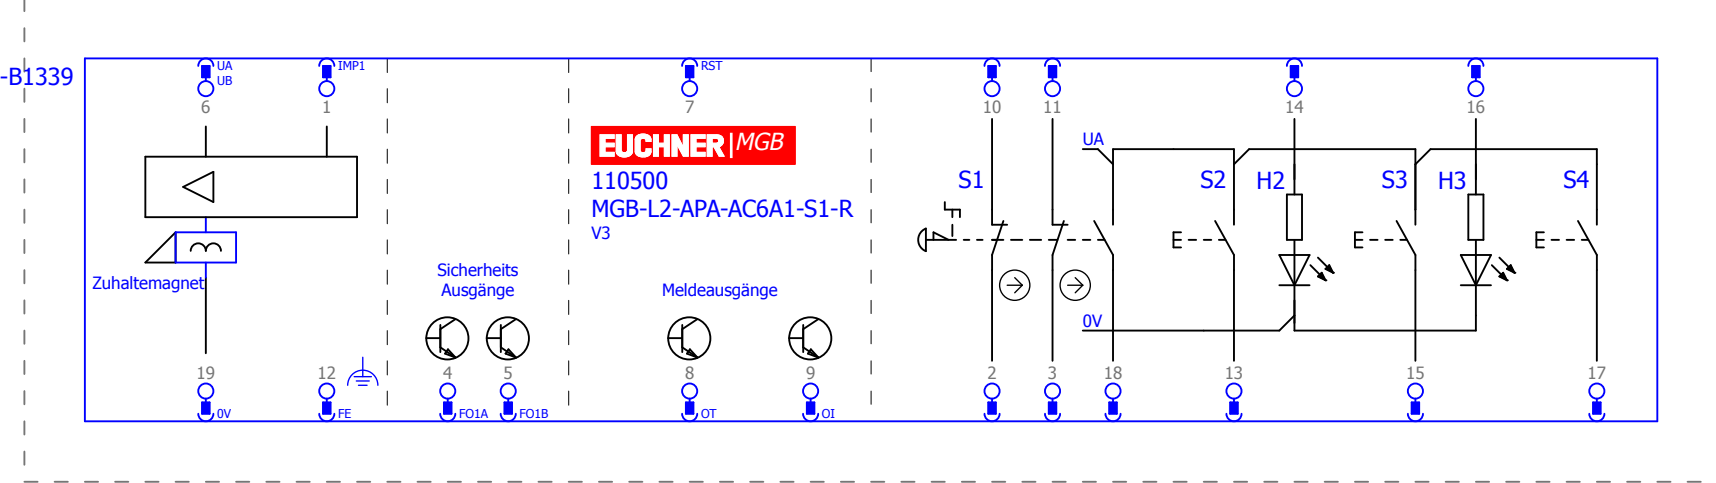 -B1339
UA
UB
6
IMP1
1
RST
7
10
11
14
16
EUCHNER|MGB
110500
MGB-L2-APA-AC6A1-S1-R
V3
UA
S1
S2
H2
S3
H3
S4
Zuhaltemagnet
Sicherheits
Ausgänge
Meldeausgänge
0V
19
12
4
5
8
9
2
3
18
13
15
17
0V
FE
FO1A
FO1B
OT
OI